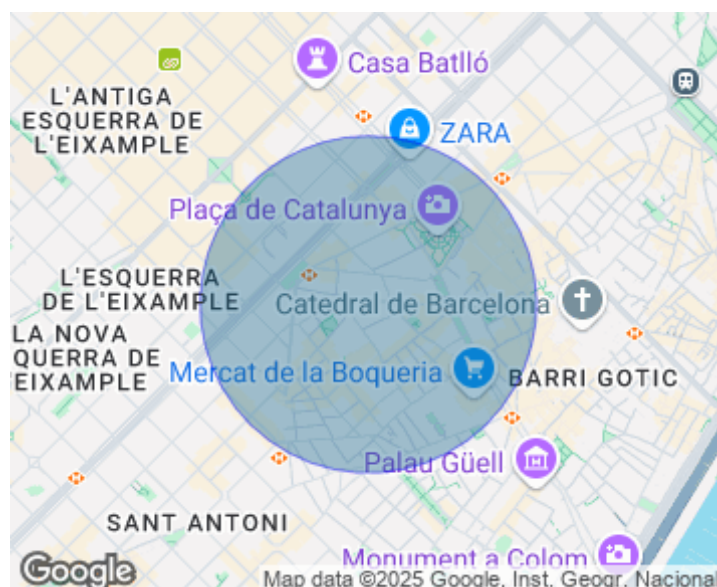 Casa Batlló
L'ANTIGA
ESQUERRA DE
L'EIXAMPLE
ZARA
Plaça de Catalunya
L'ESQUERRA
DE L'EIXAMPLE
Catedral de Barcelona
LA NOVA
QUERRA DE
'EIXAMPLE
Mercat de la Boqueria
BARRI GOTIC
Palau Güell
SANT ANTONI
Monument a Colom
Google
Map data ©2025 Google, Inst. Geogr. Nacional